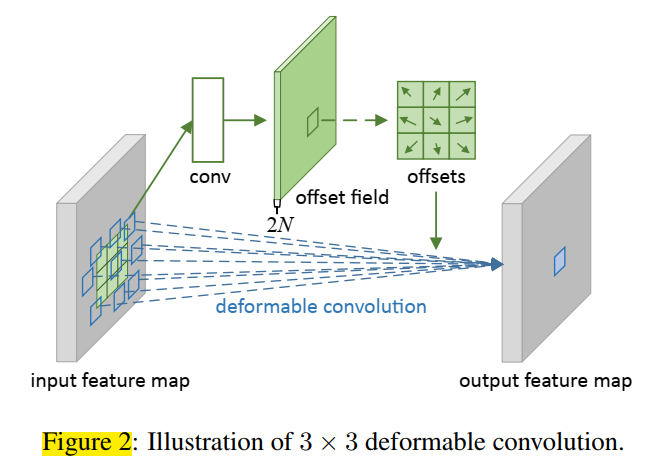 conv
offset field
offsets
2N
deformable convolution
input feature map
output feature map
Figure 2: Illustration of 3 × 3 deformable convolution.